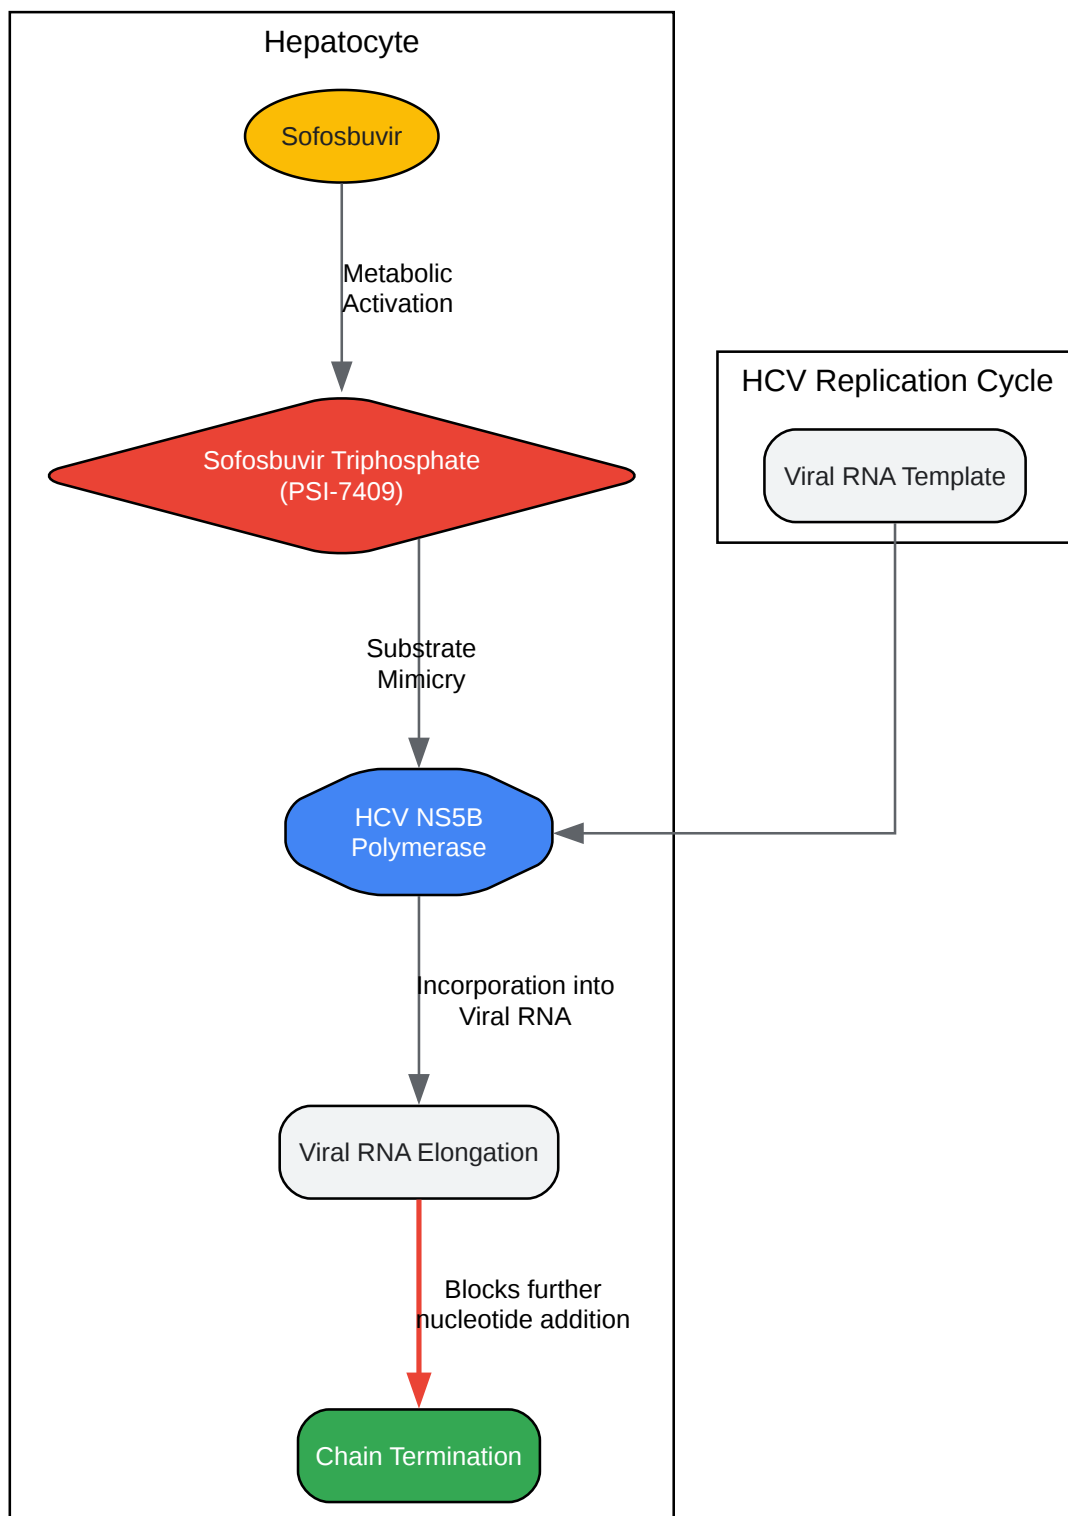 Hepatocyte
Sofosbuvir
Metabolic
Activation
HCV Replication Cycle
Sofosbuvir Triphosphate
(PSI-7409)
Viral RNA Template
Substrate
Mimicry
HCV NS5B
Polymerase
Incorporation into
Viral RNA
Viral RNA Elongation
Blocks further
nucleotide addition
Chain Termination